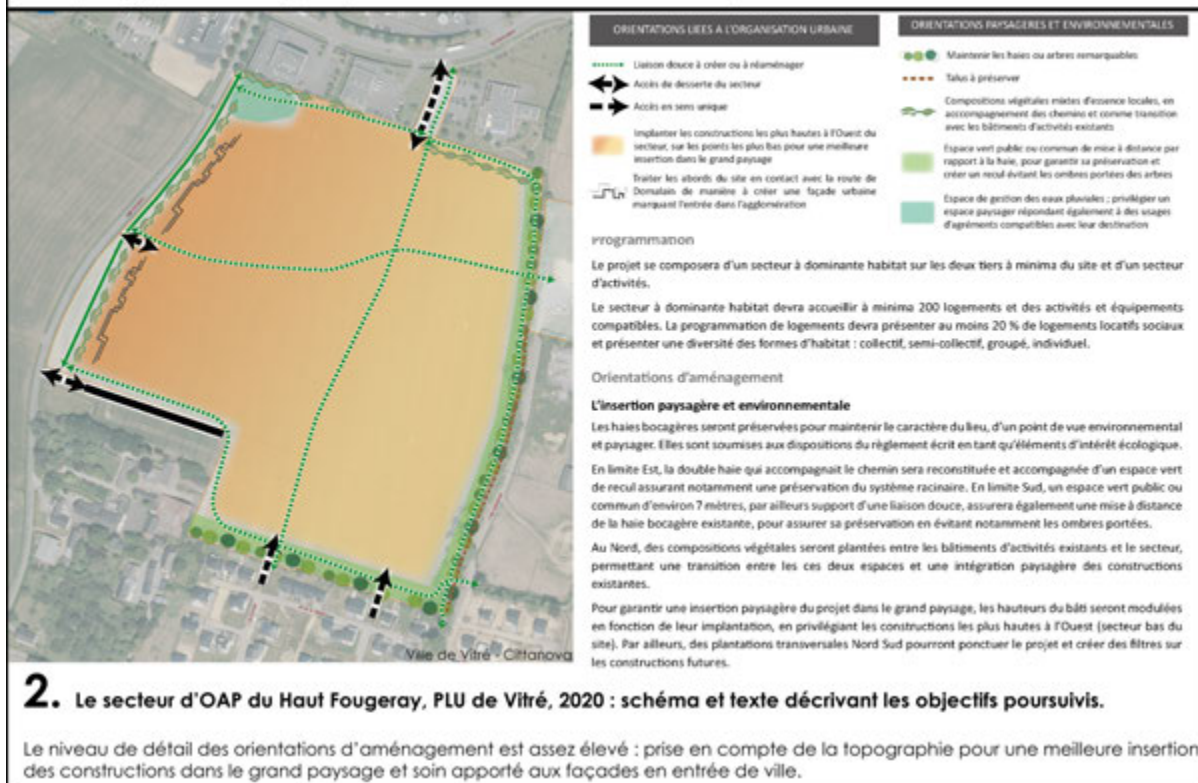 ORIENTATIONS LIEES A L'ORGANISATION URBAINE
Liaison douce à créer ou à réaménager
Accès de desserte du secteur
Accès en sens unique
Implanter les constructions les plus hautes à l'Ouest du
secteur, sur les points les plus bas pour une meilleure
insertion dans le grand paysage
Traiter les abords du site en contact avec la route de
Domalain de manière à créer une façade urbaine
marquant l'entrée dans l'agglomération
ORIENTATIONS PAYSAGERES ET ENVIRONNEMENTALES
Maintenir les haies ou arbres remarquables
Talus à préserver
Compositions végétales mixtes d'essence locales, en
accompagnement des chemins et comme transition
avec les bâtiments d'activités existants
Espace vert public ou commun de mise à distance par
rapport à la haie, pour garantir sa préservation et
créer un recul évitant les ombres portées des arbres
Espace de gestion des eaux pluviales ; privilégier un
espace paysager répondant également à des usages
d'agréments compatibles avec leur destination
Programmation
Le projet se composera d'un secteur à dominante habitat sur les deux tiers à minima du site et d'un secteur
d'activités.
Le secteur à dominante habitat devra accueillir à minima 200 logements et des activités et équipements
compatibles. La programmation de logements devra présenter au moins 20 % de logements locatifs sociaux
et présenter une diversité des formes d'habitat : collectif, semi-collectif, groupé, individuel.
Orientations d'aménagement
L'insertion paysagère et environnementale
Les haies bocagères seront préservées pour maintenir le caractère du lieu, d'un point de vue environnemental
et paysager. Elles sont soumises aux dispositions du règlement écrit en tant qu'éléments d'intérêt écologique.
En limite Est, la double haie qui accompagnait le chemin sera reconstituée et accompagnée d'un espace vert
de recul assurant notamment une préservation du système racinaire. En limite Sud, un espace vert public ou
commun d'environ 7 mètres, par ailleurs support d'une liaison douce, assurera également une mise à distance
de la haie bocagère existante, pour assurer sa préservation en évitant notamment les ombres portées.
Au Nord, des compositions végétales seront plantées entre les bâtiments d'activités existants et le secteur,
permettant une transition entre les ces deux espaces et une intégration paysagère des constructions
existantes.
Pour garantir une insertion paysagère du projet dans le grand paysage, les hauteurs du bâti seront modulées
en fonction de leur implantation, en privilégiant les constructions les plus hautes à l'Ouest (secteur bas du
site). Par ailleurs, des plantations transversales Nord Sud pourront ponctuer le projet et créer des filtres sur
les constructions futures.
Ville de Vitré - Cittanova
2. Le secteur d'OAP du Haut Fougeray, PLU de Vitré, 2020 : schéma et texte décrivant les objectifs poursuivis.
Le niveau de détail des orientations d'aménagement est assez élevé : prise en compte de la topographie pour une meilleure insertion
des constructions dans le grand paysage et soin apporté aux façades en entrée de ville.